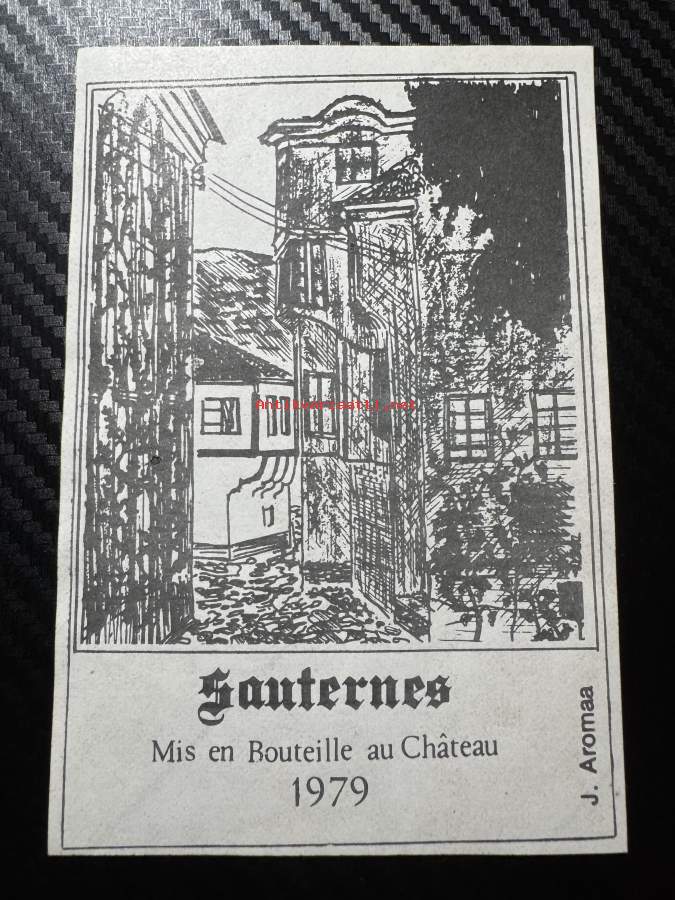 Antikvariaatti.net
Sauternes
Mis en Bouteille au Château
1979
J. Aromaa